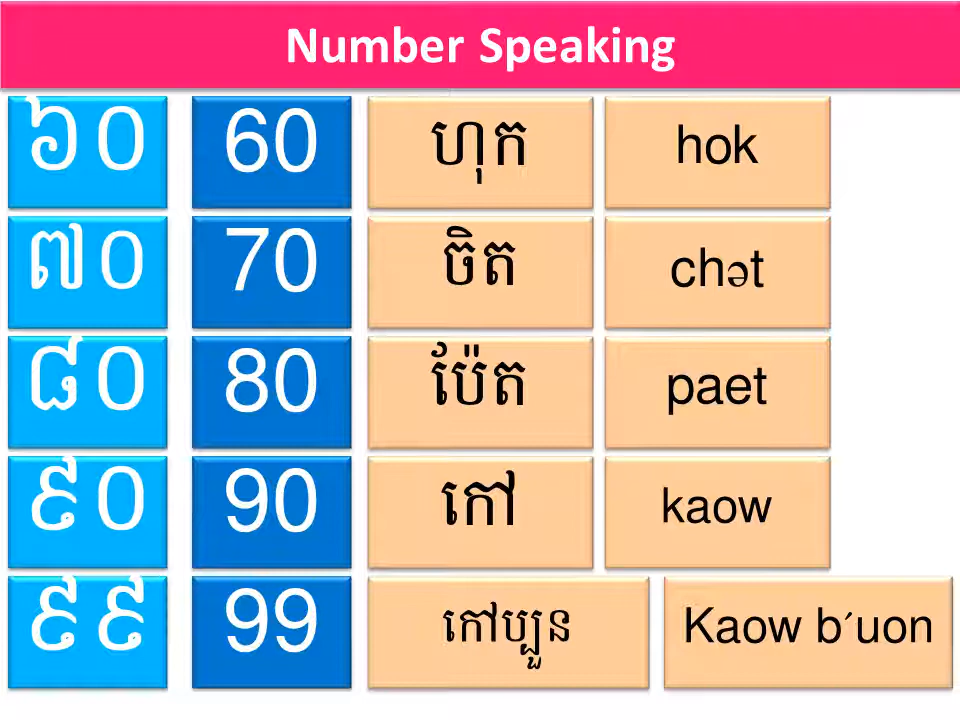 Number Speaking
៦០ 60 ហុក hok
៧០ 70 ចិត chət
៨០ 80 ប៉ែត paet
៩០ 90 កៅ kaow
៩៩ 99 កៅប្បួន Kaow b´uon